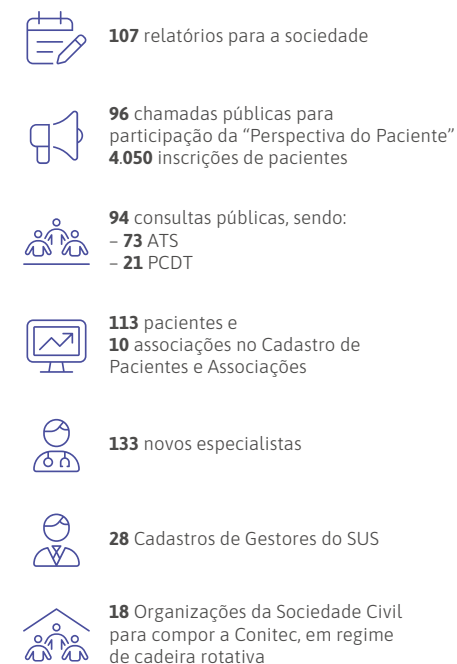 107 relatórios para a sociedade
96 chamadas públicas para
participação da “Perspectiva do Paciente”
4.050 inscrições de pacientes
94 consultas públicas, sendo:
– 73 ATS
– 21 PCDT
113 pacientes e
10 associações no Cadastro de
Pacientes e Associações
133 novos especialistas
28 Cadastros de Gestores do SUS
18 Organizações da Sociedade Civil
para compor a Conitec, em regime
de cadeira rotativa